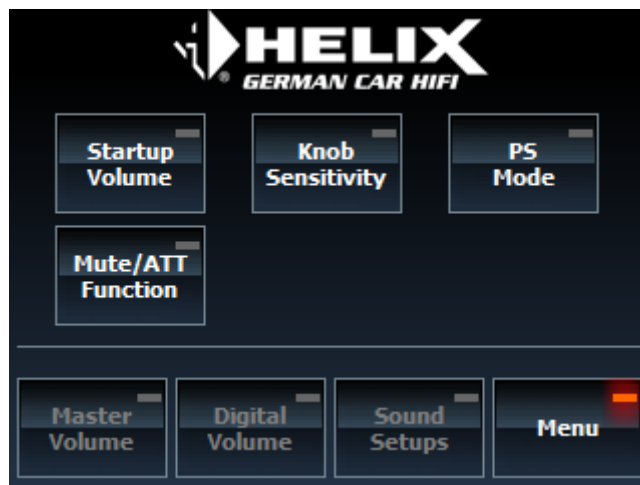 HELIX
GERMAN CAR HIFI
Startup
Volume
Knob
Sensitivity
PS
Mode
Mute/ATT
Function
Master
Volume
Digital
Volume
Sound
Setups
Menu